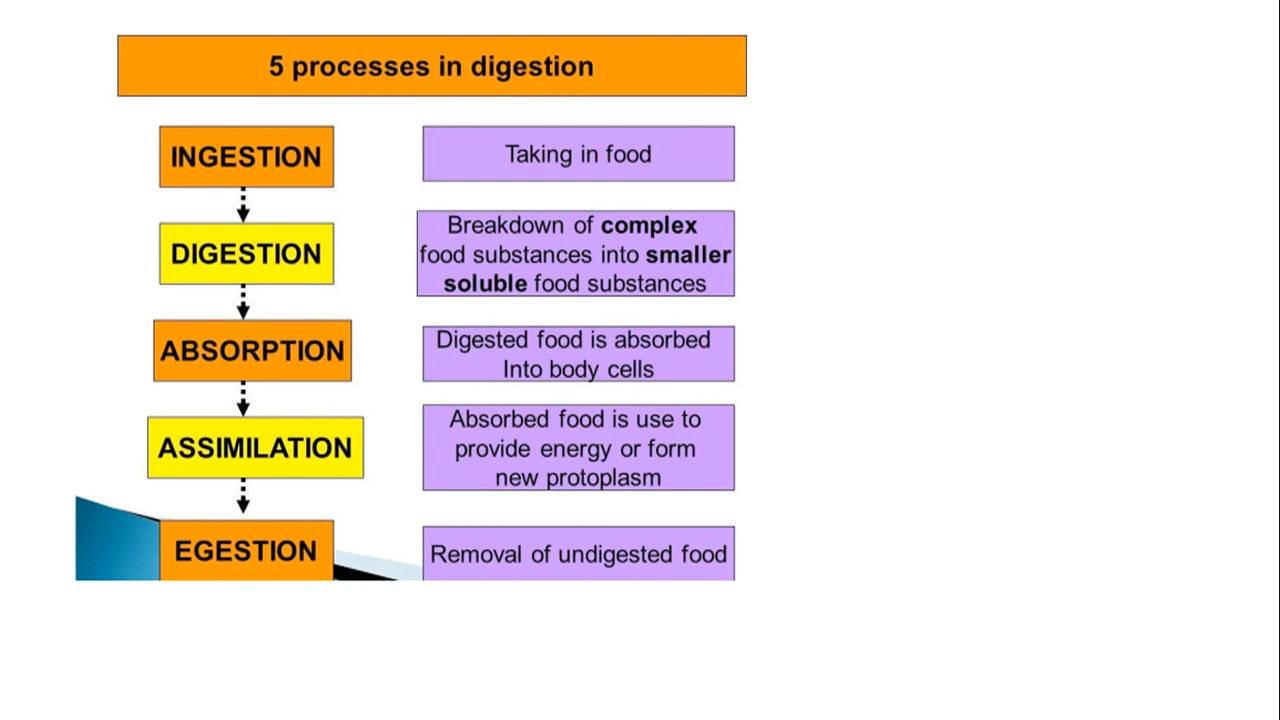 5 processes in digestion
INGESTION
Taking in food
DIGESTION
Breakdown of complex
food substances into smaller
soluble food substances
ABSORPTION
Digested food is absorbed
Into body cells
ASSIMILATION
Absorbed food is use to
provide energy or form
new protoplasm
EGESTION
Removal of undigested food